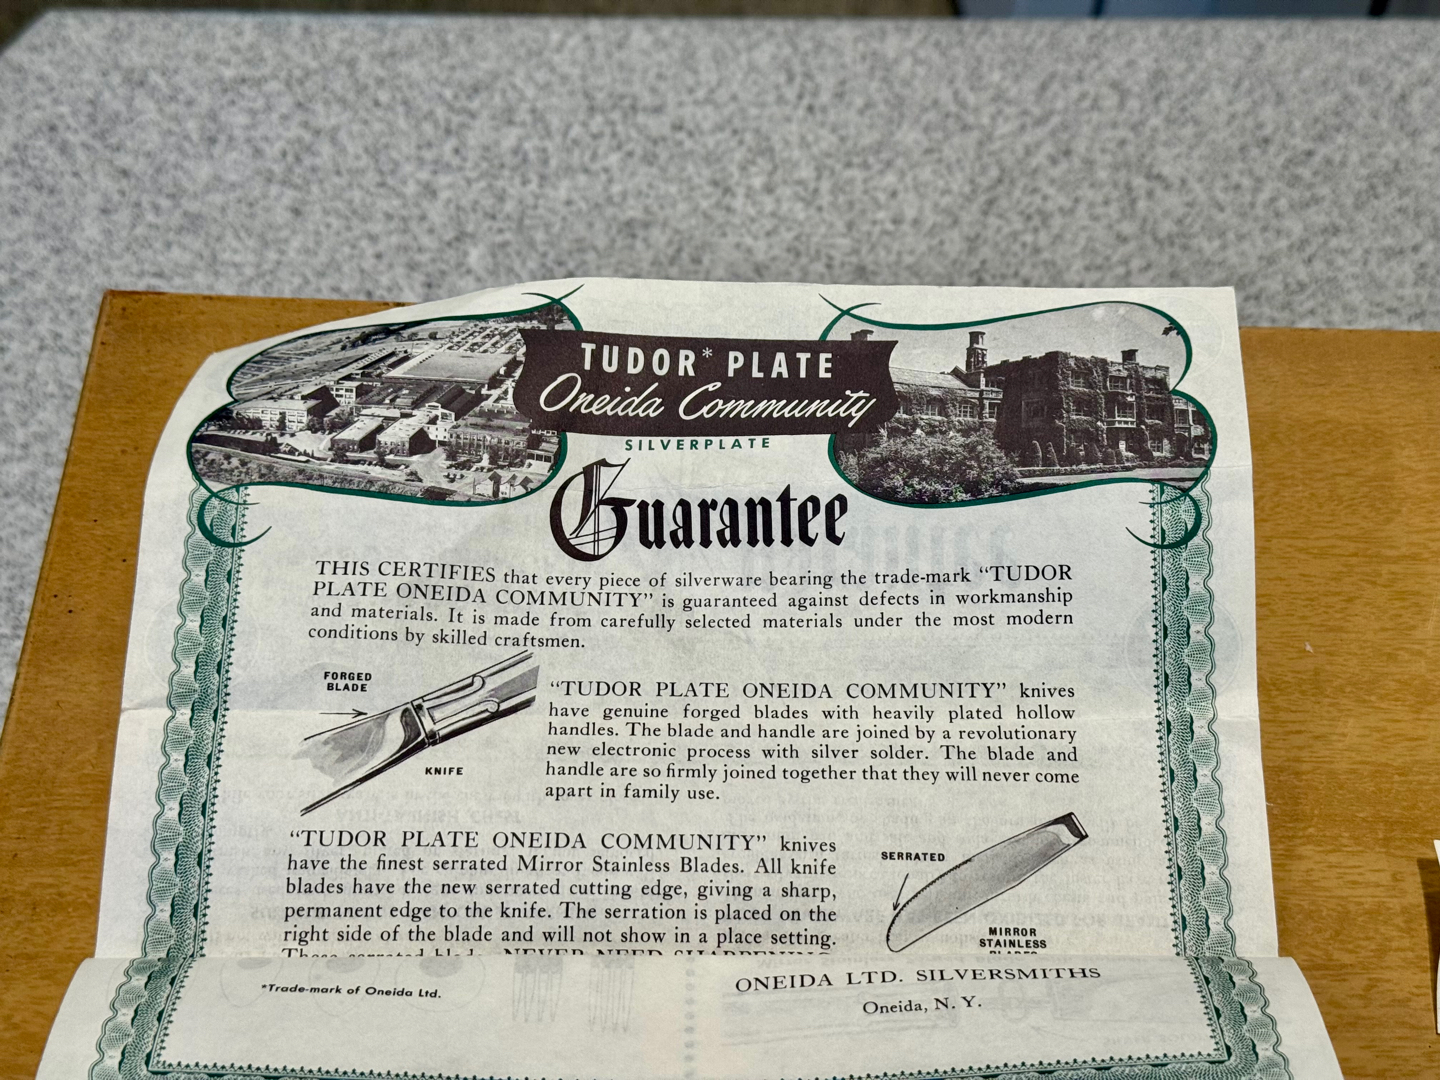 TUDOR* PLATE
Oneida Community
SILVERPLATE
Guarantee
THIS CERTIFIES that every piece of silverware bearing the trade-mark “TUDOR
PLATE ONEIDA COMMUNITY” is guaranteed against defects in workmanship
and materials. It is made from carefully selected materials under the most modern
conditions by skilled craftsmen.
FORGED
BLADE
KNIFE
“TUDOR PLATE ONEIDA COMMUNITY” knives
have genuine forged blades with heavily plated hollow
handles. The blade and handle are joined by a revolutionary
new electronic process with silver solder. The blade and
handle are so firmly joined together that they will never come
apart in family use.
“TUDOR PLATE ONEIDA COMMUNITY” knives
have the finest serrated Mirror Stainless Blades. All knife
blades have the new serrated cutting edge, giving a sharp,
permanent edge to the knife. The serration is placed on the
right side of the blade and will not show in a place setting.
NEVER NEED SHARPENING
SERRATED
MIRROR
STAINLESS
*Trade-mark of Oneida Ltd.
ONEIDA LTD. SILVERSMITHS
Oneida, N. Y.